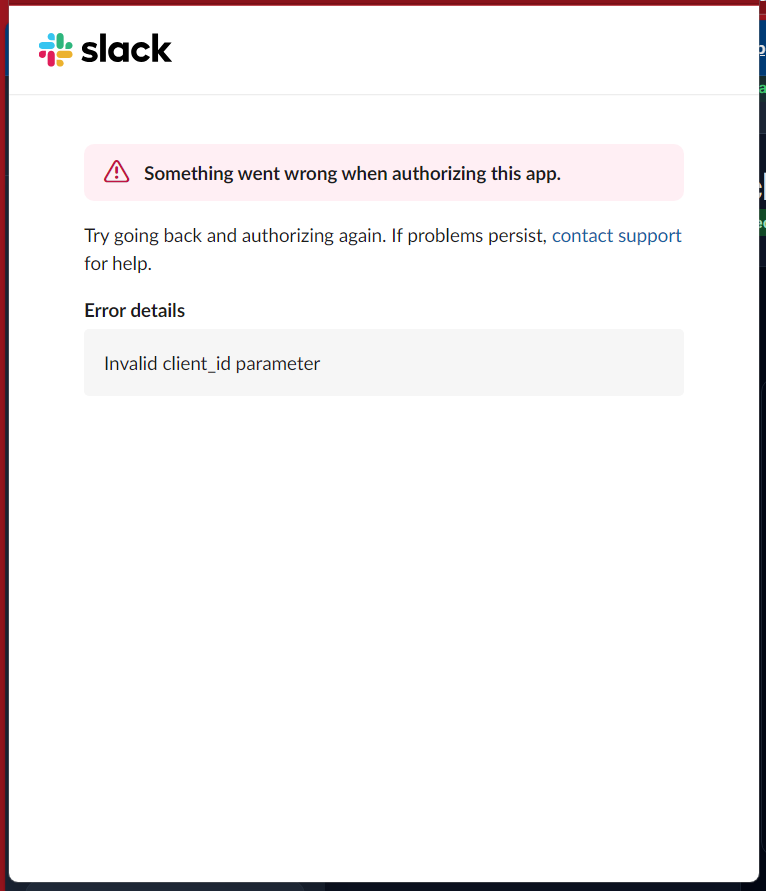 slack
Something went wrong when authorizing this app.
Try going back and authorizing again. If problems persist, contact support
for help.
Error details
Invalid client_id parameter